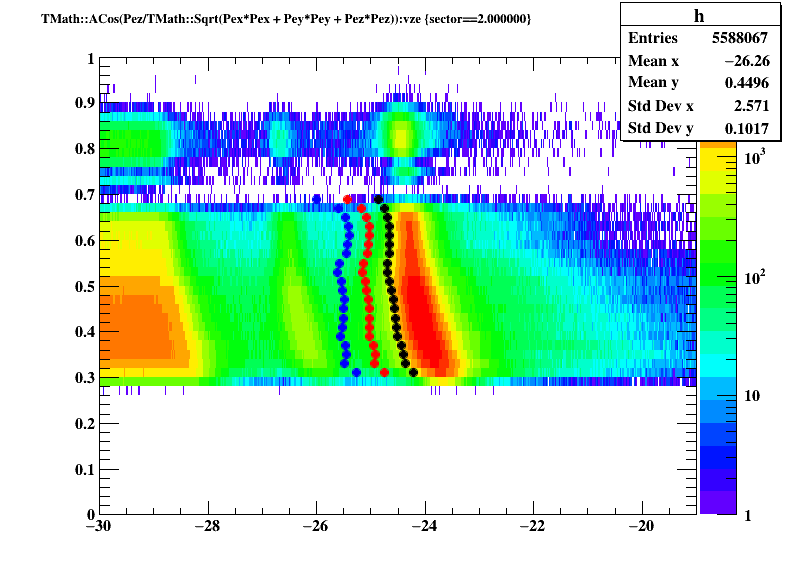 TMath::ACos(Pez/TMath::Sqrt(Pex*Pex + Pey*Pey + Pez*Pez)):vze {sector==2.000000}
h
Entries 5588067
Mean x −26.26
Mean y 0.4496
Std Dev x 2.571
Std Dev y 0.1017
1
0.9
0.8
0.7
0.6
0.5
0.4
0.3
0.2
0.1
0
−30 −28 −26 −24 −22 −20
10³
10²
10
1